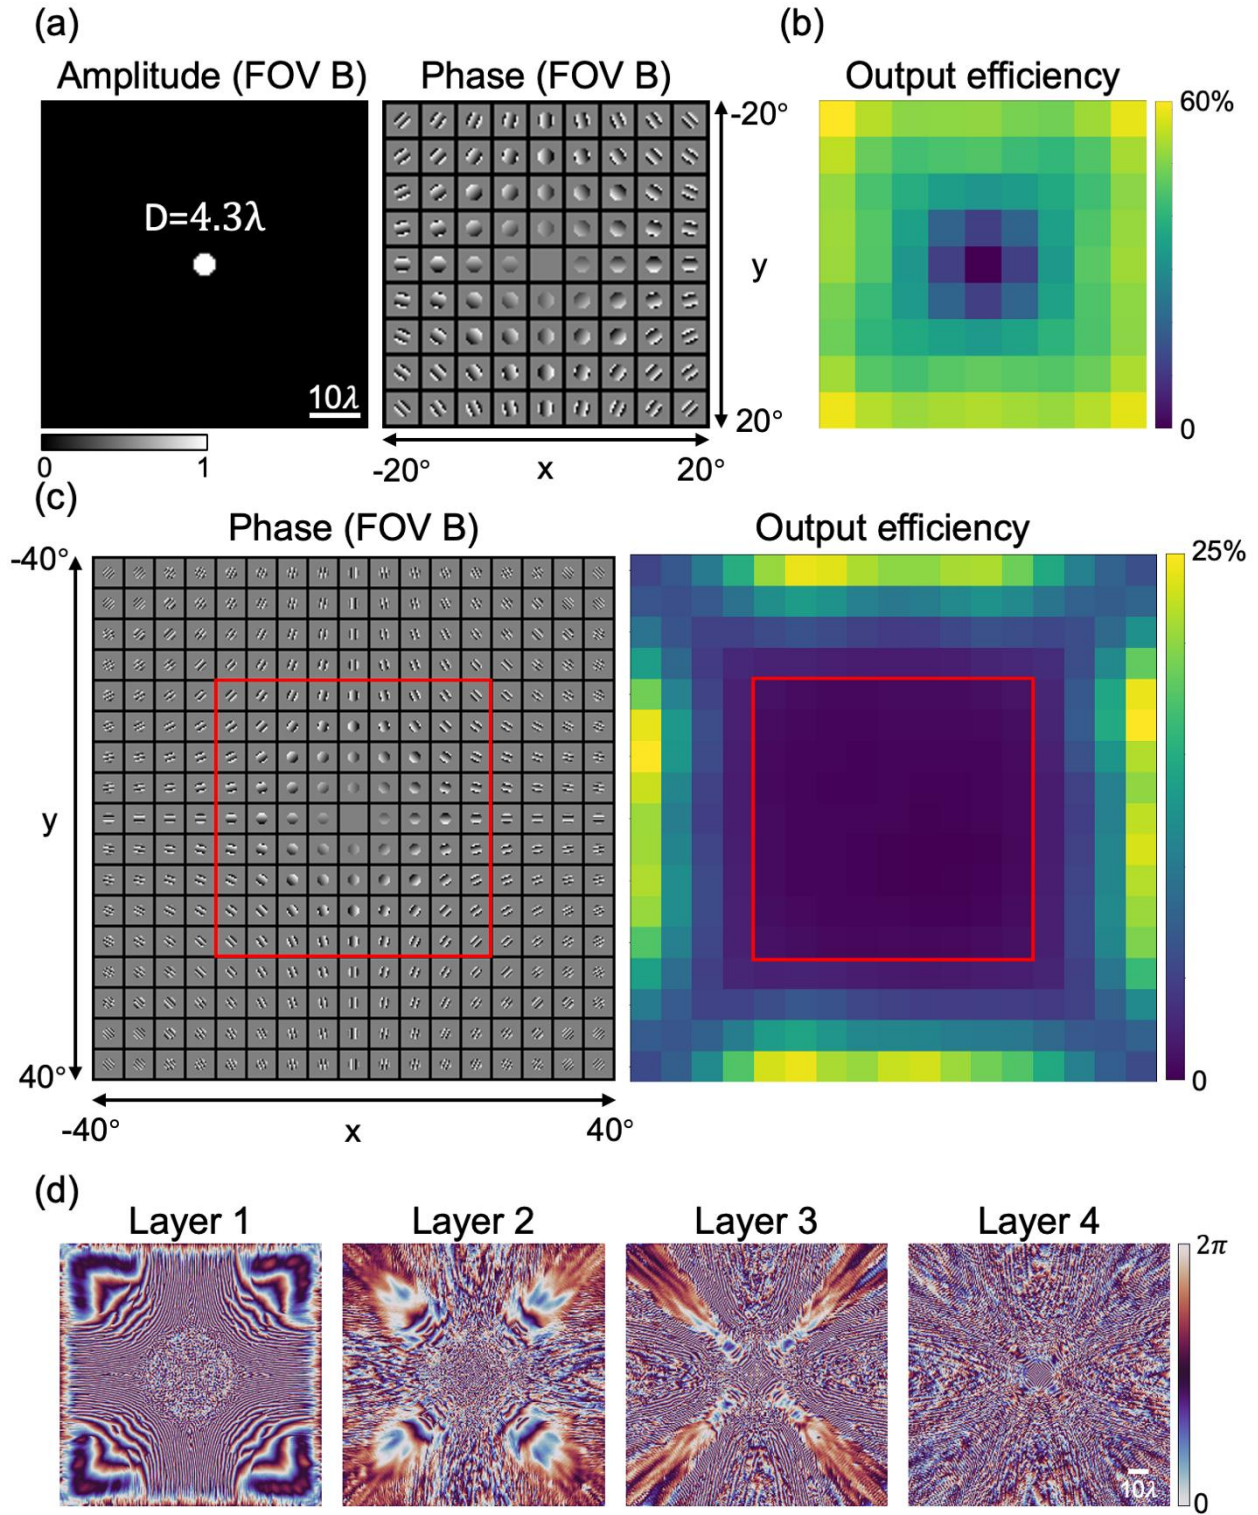 (a)
(b)
Amplitude (FOV B)
Phase (FOV B)
Output efficiency
D=4.3λ
10λ
0
1
-20°
y
20°
-20°
x
20°
60%
0
(c)
Phase (FOV B)
Output efficiency
-40°
y
40°
-40°
x
40°
25%
0
(d)
Layer 1
Layer 2
Layer 3
Layer 4
2π
10λ
0